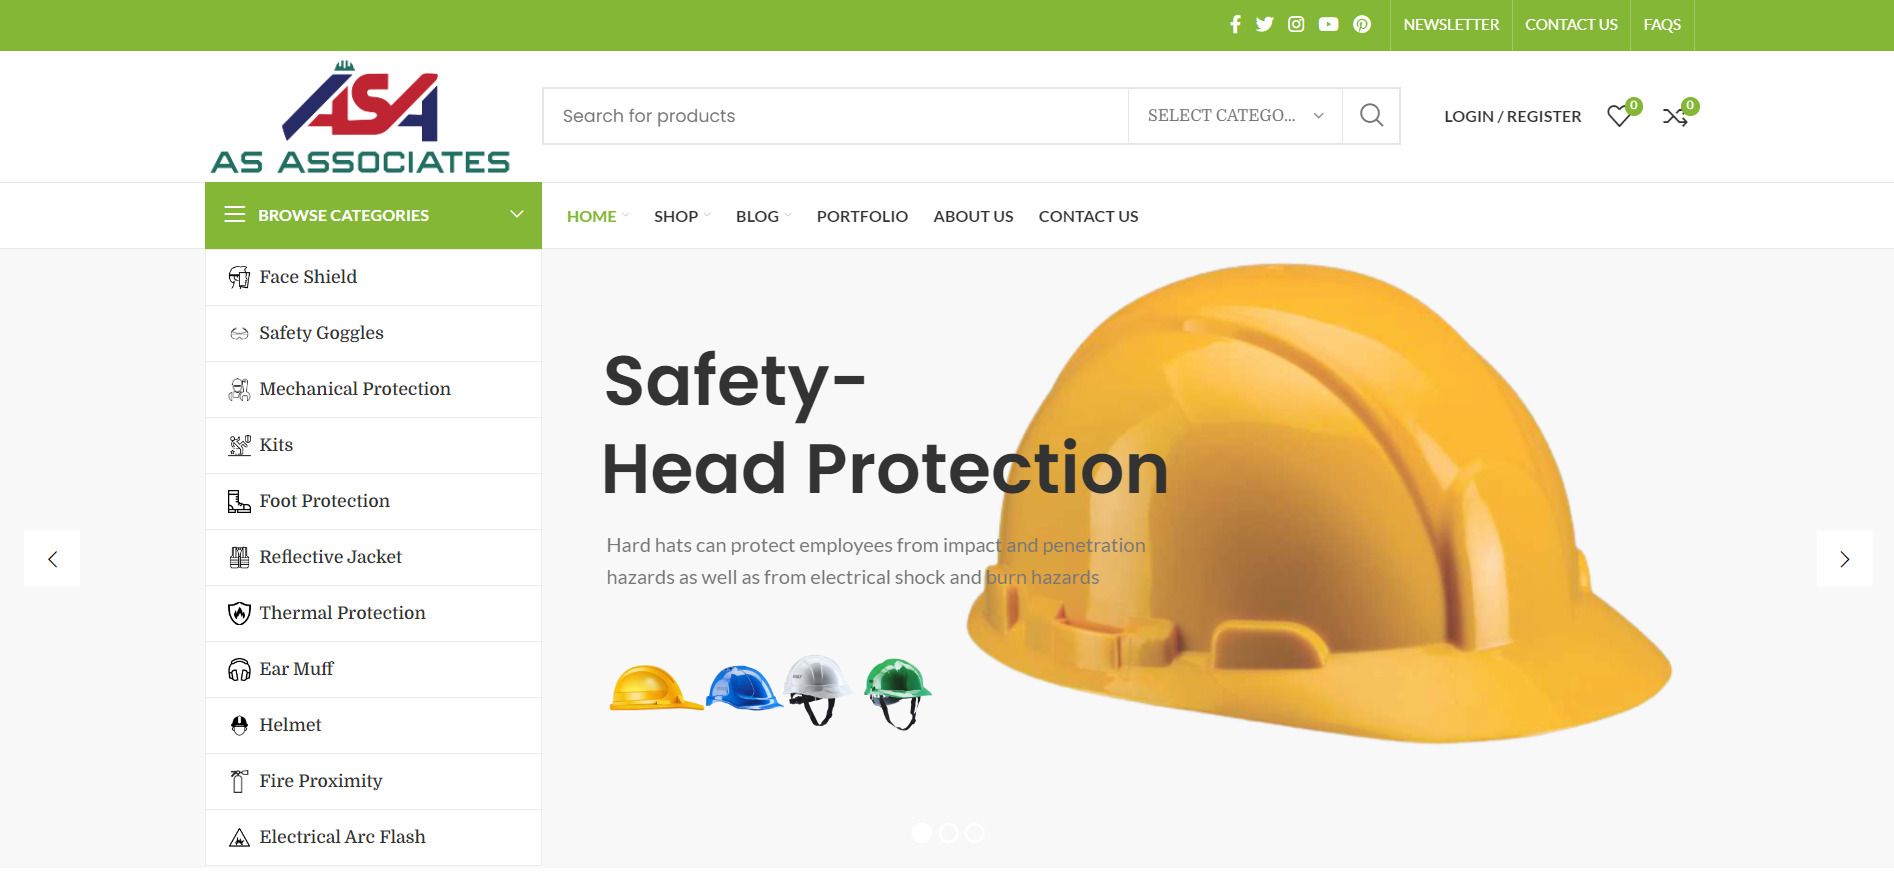 NEWSLETTER
CONTACT US
FAQS
ASA
AS ASSOCIATES
Search for products
SELECT CATEGO...
LOGIN / REGISTER
0
0
BROWSE CATEGORIES
HOME
SHOP
BLOG
PORTFOLIO
ABOUT US
CONTACT US
Face Shield
Safety Goggles
Mechanical Protection
Kits
Foot Protection
Reflective Jacket
Thermal Protection
Ear Muff
Helmet
Fire Proximity
Electrical Arc Flash
Safety-
Head Protection
Hard hats can protect employees from impact and penetration
hazards as well as from electrical shock and burn hazards